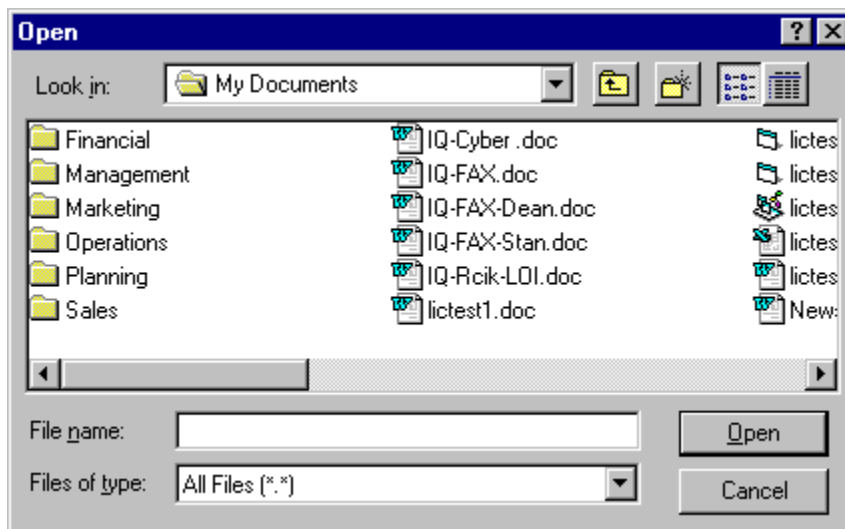 Open
Look in: My Documents
Financial IQ-Cyber .doc lictes
Management IQ-FAX.doc lictes
Marketing IQ-FAX-Dean.doc lictes
Operations IQ-FAX-Stan.doc lictes
Planning IQ-Rcik-LOI.doc lictes
Sales lictest1.doc New
File name: Open
Files of type: All Files (*.*) Cancel